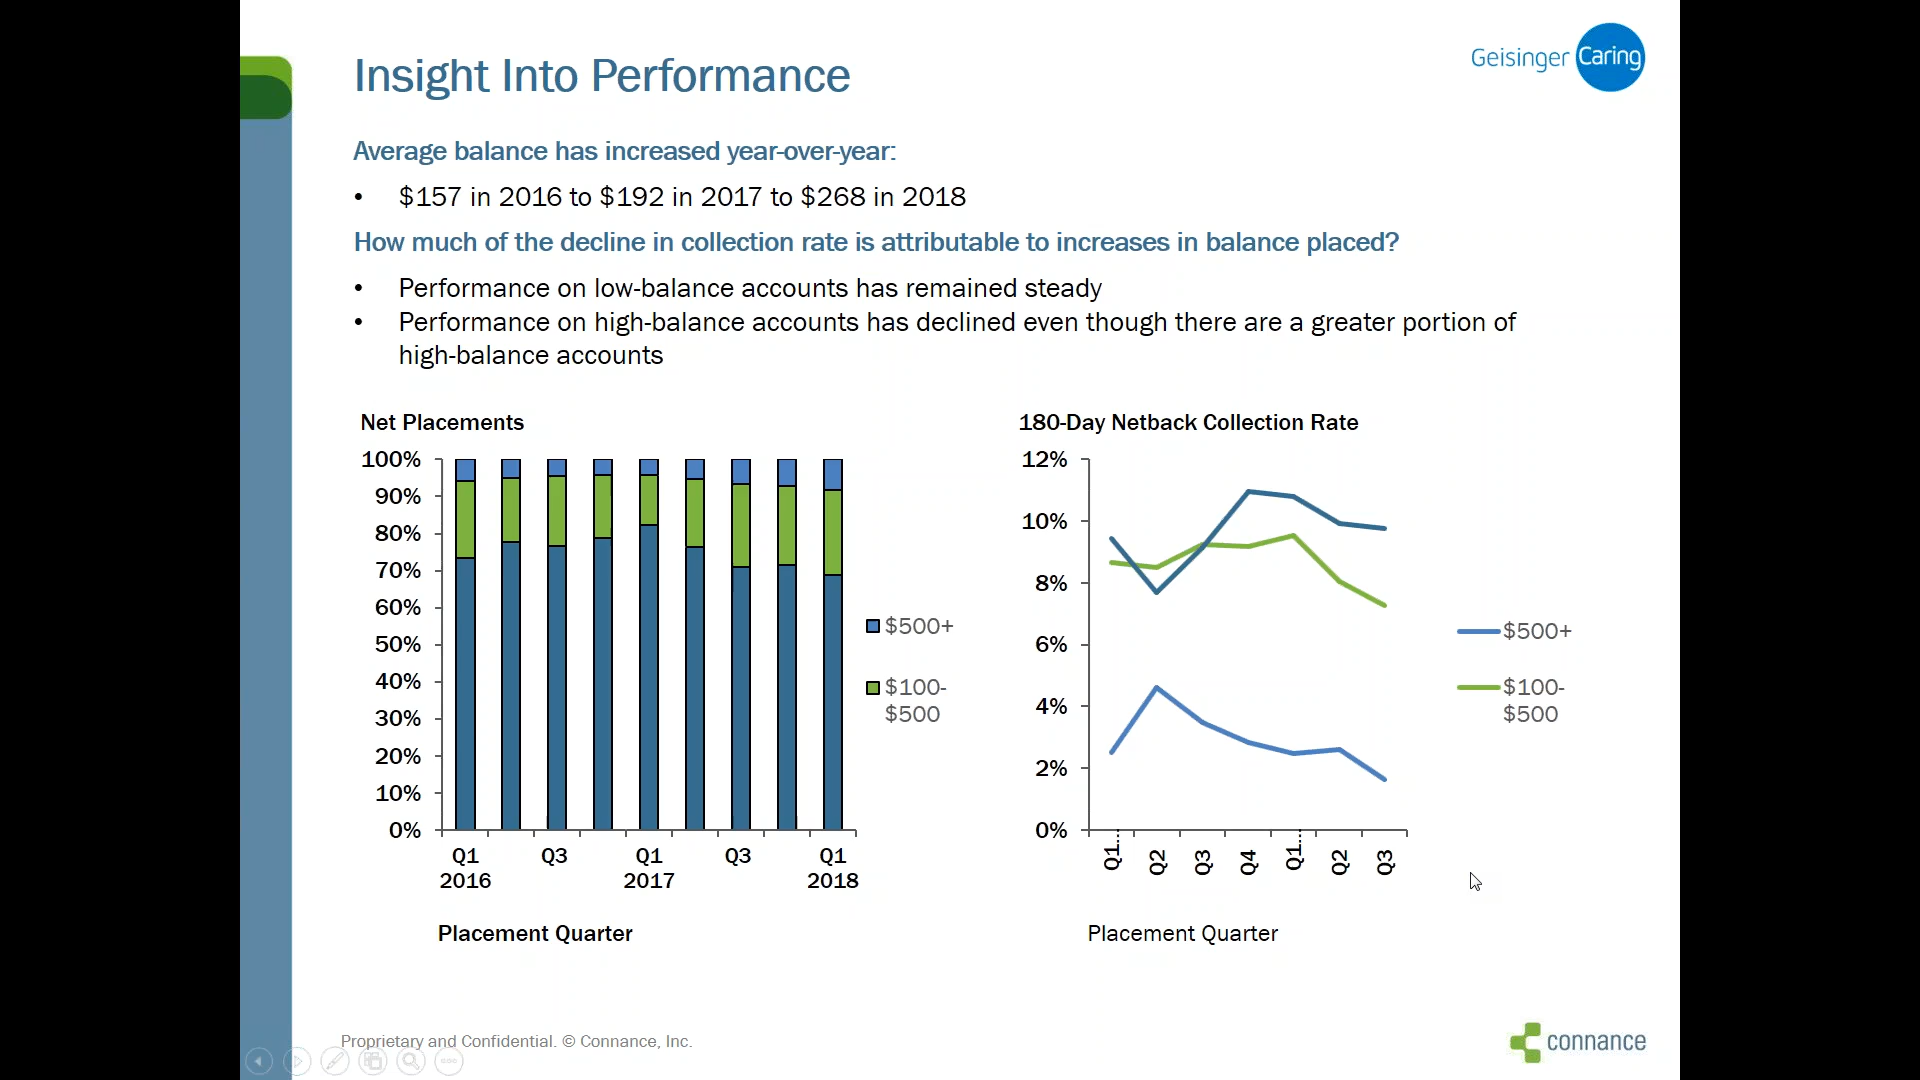 Insight Into Performance
Geisinger Caring
Average balance has increased year-over-year:
• $157 in 2016 to $192 in 2017 to $268 in 2018
How much of the decline in collection rate is attributable to increases in balance placed?
• Performance on low-balance accounts has remained steady
• Performance on high-balance accounts has declined even though there are a greater portion of
high-balance accounts
Net Placements
100%
90%
80%
70%
60%
50%
40%
30%
20%
10%
0%
Q1 Q3 Q1 Q3 Q1
2016 2017 2018
Placement Quarter
$500+
$100-
$500
180-Day Netback Collection Rate
12%
10%
8%
6%
4%
2%
0%
Q1... Q2 Q3 Q4 Q1... Q2 Q3
Placement Quarter
$500+
$100-
$500
Proprietary and Confidential. © Connance, Inc.
connance